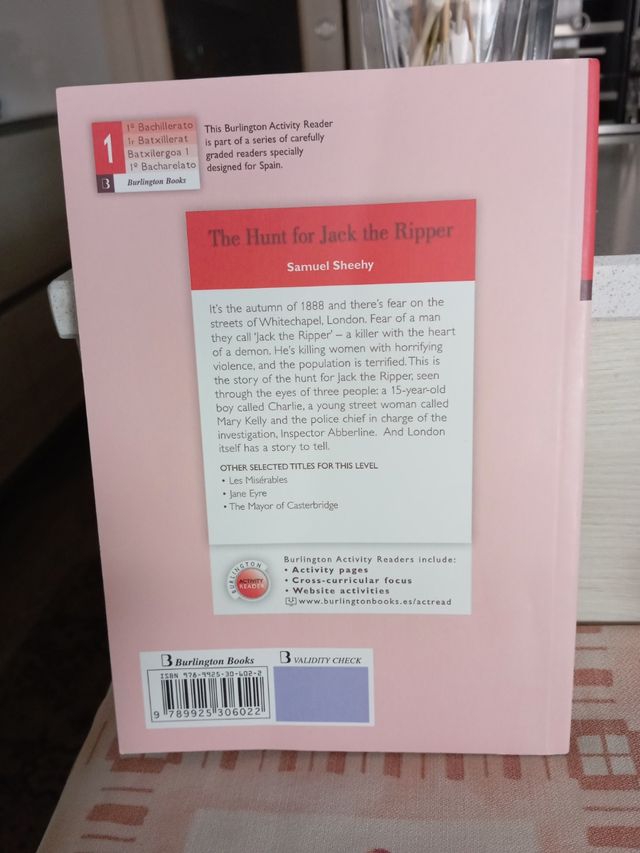 1
1º Bachillerato
1r Batxillerat
Batxilergoa 1
1º Bacharelato
B Burlington Books
This Burlington Activity Reader
is part of a series of carefully
graded readers specially
designed for Spain.
The Hunt for Jack the Ripper
Samuel Sheehy
It's the autumn of 1888 and there's fear on the
streets of Whitechapel, London. Fear of a man
they call 'Jack the Ripper' – a killer with the heart
of a demon. He's killing women with horrifying
violence, and the population is terrified. This is
the story of the hunt for Jack the Ripper, seen
through the eyes of three people: a 15-year-old
boy called Charlie, a young street woman called
Mary Kelly and the police chief in charge of the
investigation, Inspector Abberline. And London
itself has a story to tell.
OTHER SELECTED TITLES FOR THIS LEVEL
• Les Misérables
• Jane Eyre
• The Mayor of Casterbridge
BURLINGTON
ACTIVITY
READER
Burlington Activity Readers include:
• Activity pages
• Cross-curricular focus
• Website activities
www.burlingtonbooks.es/actread
B Burlington Books
B VALIDITY CHECK
ISBN 978-9925-30-602-2
9 789925 306022